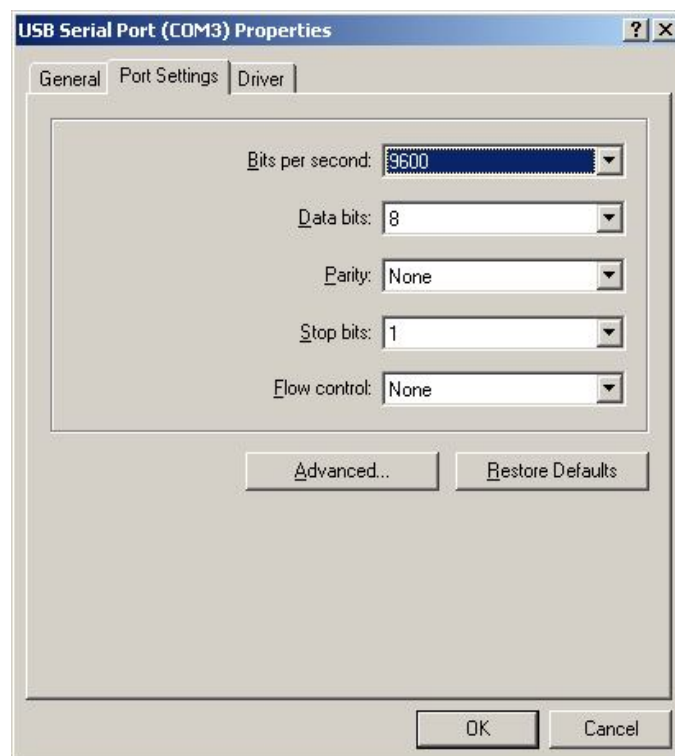 USB Serial Port (COM3) Properties ? X
General Port Settings Driver
Bits per second: 9600
Data bits: 8
Parity: None
Stop bits: 1
Flow control: None
Advanced... Restore Defaults
OK Cancel